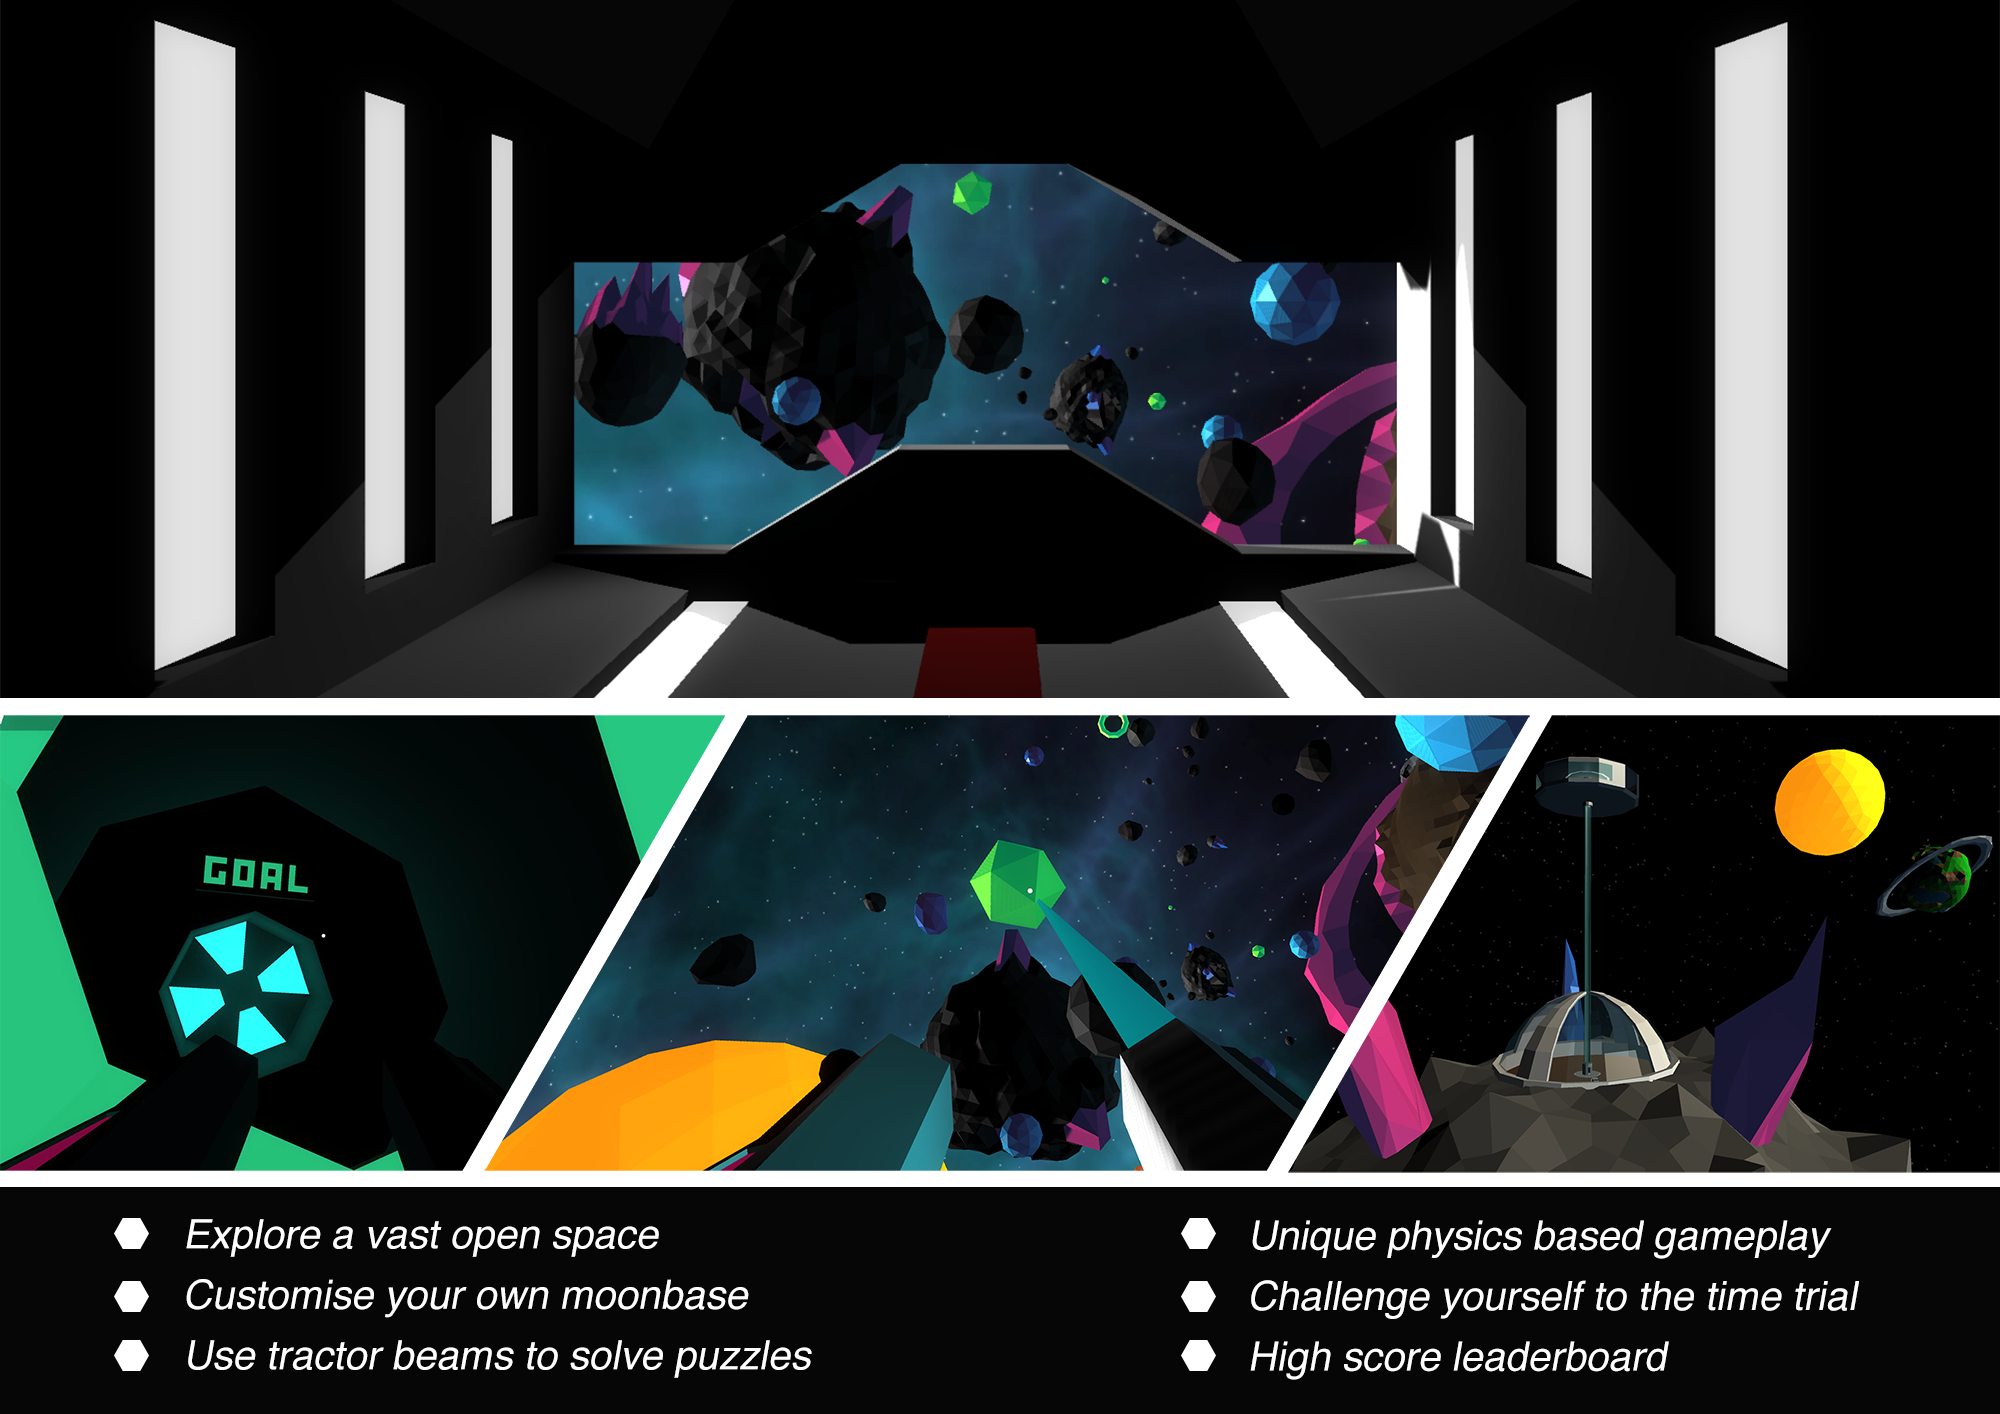 GOAL
Explore a vast open space
Customise your own moonbase
Use tractor beams to solve puzzles
Unique physics based gameplay
Challenge yourself to the time trial
High score leaderboard